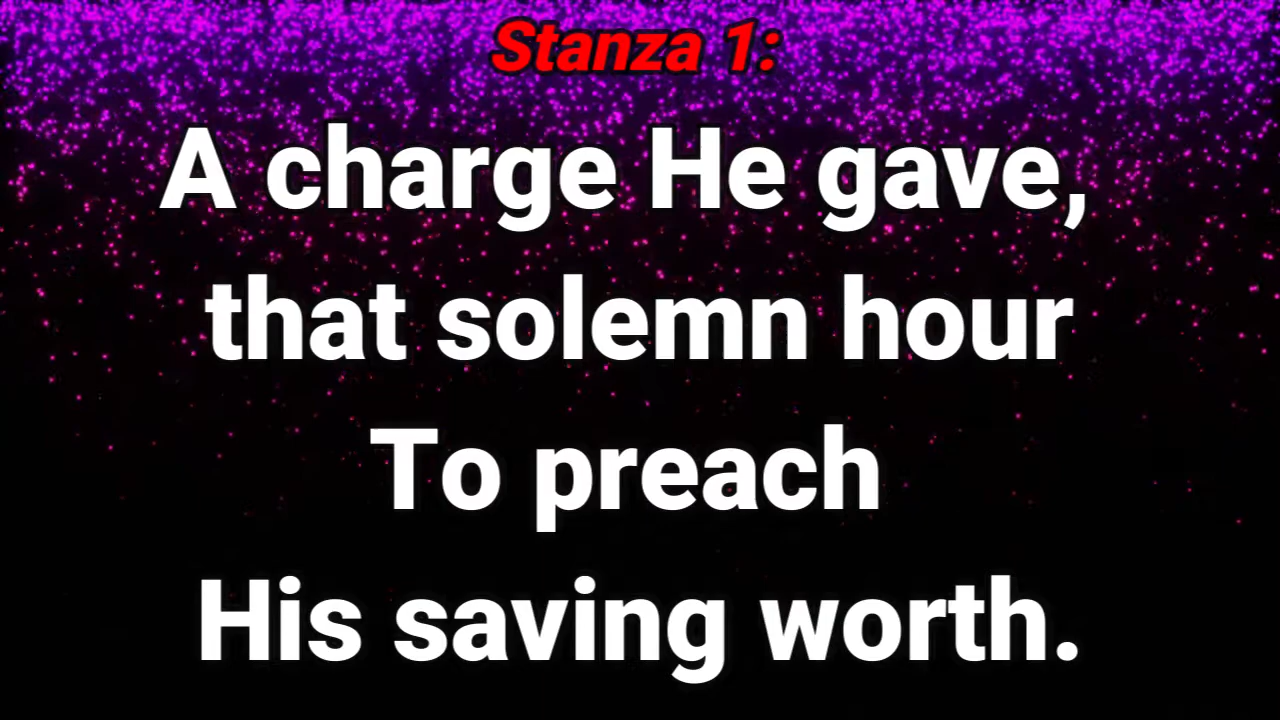 Stanza 1:
A charge He gave,
that solemn hour
To preach
His saving worth.